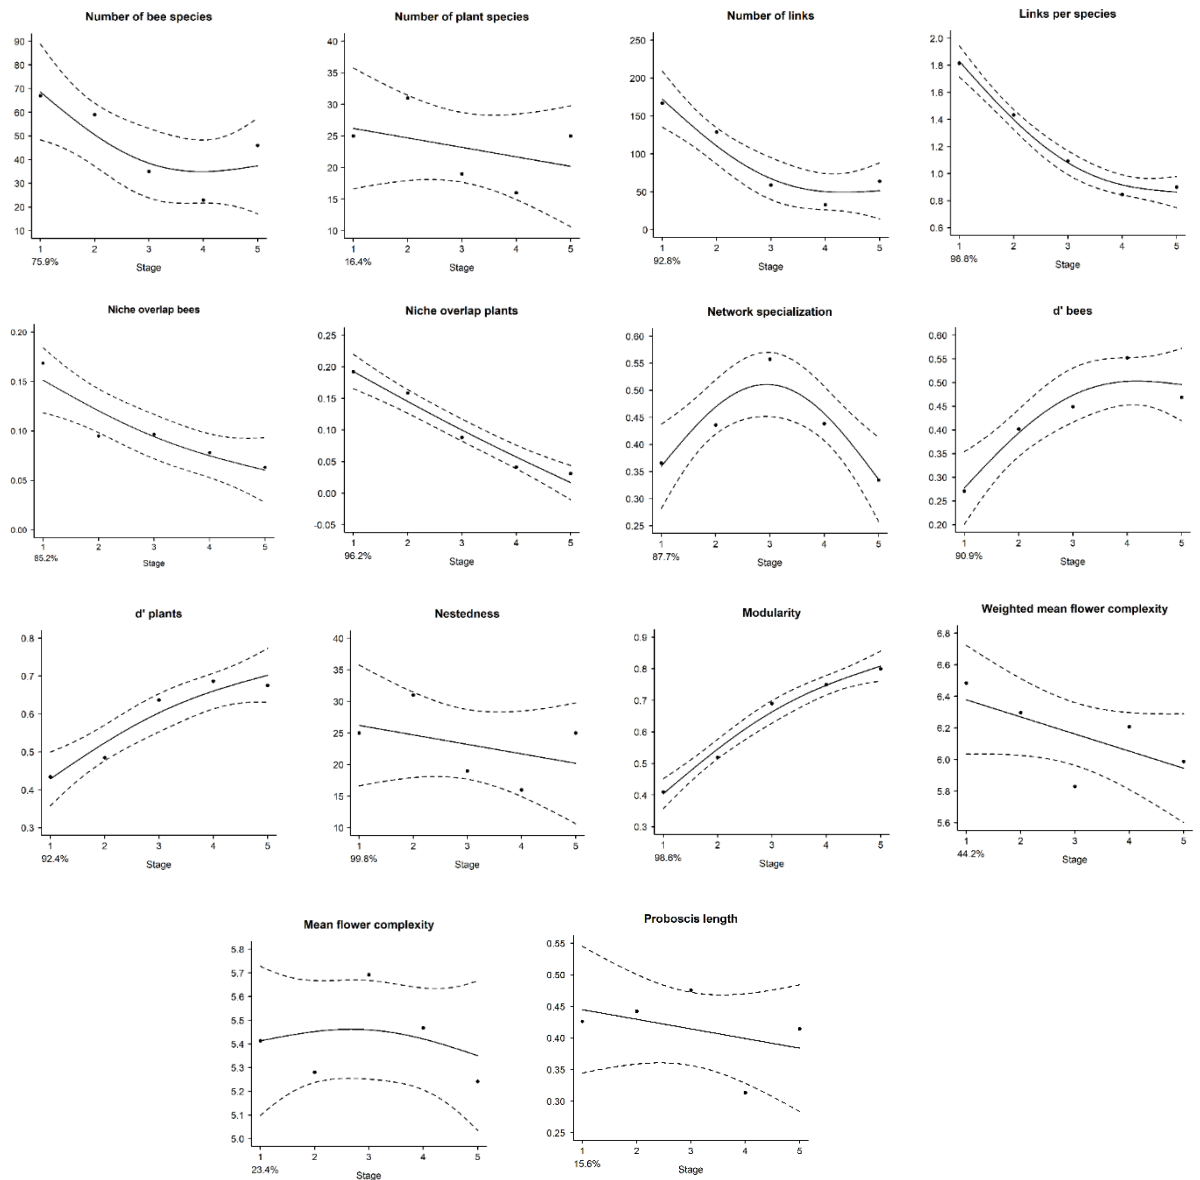 Number of bee species
90
80
70
60
50
40
30
20
10
1 2 3 4 5
75.9%
Stage
Number of plant species
40
35
30
25
20
15
10
1 2 3 4 5
16.4%
Stage
Number of links
250
200
150
100
50
0
1 2 3 4 5
92.8%
Stage
Links per species
2.0
1.8
1.6
1.4
1.2
1.0
0.8
0.6
1 2 3 4 5
98.8%
Stage
Niche overlap bees
0.20
0.15
0.10
0.05
0.00
1 2 3 4 5
85.2%
Stage
Niche overlap plants
0.25
0.20
0.15
0.10
0.05
0.00
-0.05
1 2 3 4 5
96.2%
Stage
Network specialization
0.60
0.55
0.50
0.45
0.40
0.35
0.30
0.25
1 2 3 4 5
87.7%
Stage
d' bees
0.60
0.55
0.50
0.45
0.40
0.35
0.30
0.25
0.20
1 2 3 4 5
90.9%
Stage
d' plants
0.8
0.7
0.6
0.5
0.4
0.3
1 2 3 4 5
92.4%
Stage
Nestedness
40
35
30
25
20
15
10
1 2 3 4 5
99.8%
Stage
Modularity
0.9
0.8
0.7
0.6
0.5
0.4
0.3
1 2 3 4 5
98.8%
Stage
Weighted mean flower complexity
6.8
6.6
6.4
6.2
6.0
5.8
5.6
1 2 3 4 5
44.2%
Stage
Mean flower complexity
5.8
5.7
5.6
5.5
5.4
5.3
5.2
5.1
5.0
1 2 3 4 5
23.4%
Stage
Proboscis length
0.55
0.50
0.45
0.40
0.35
0.30
0.25
1 2 3 4 5
15.6%
Stage